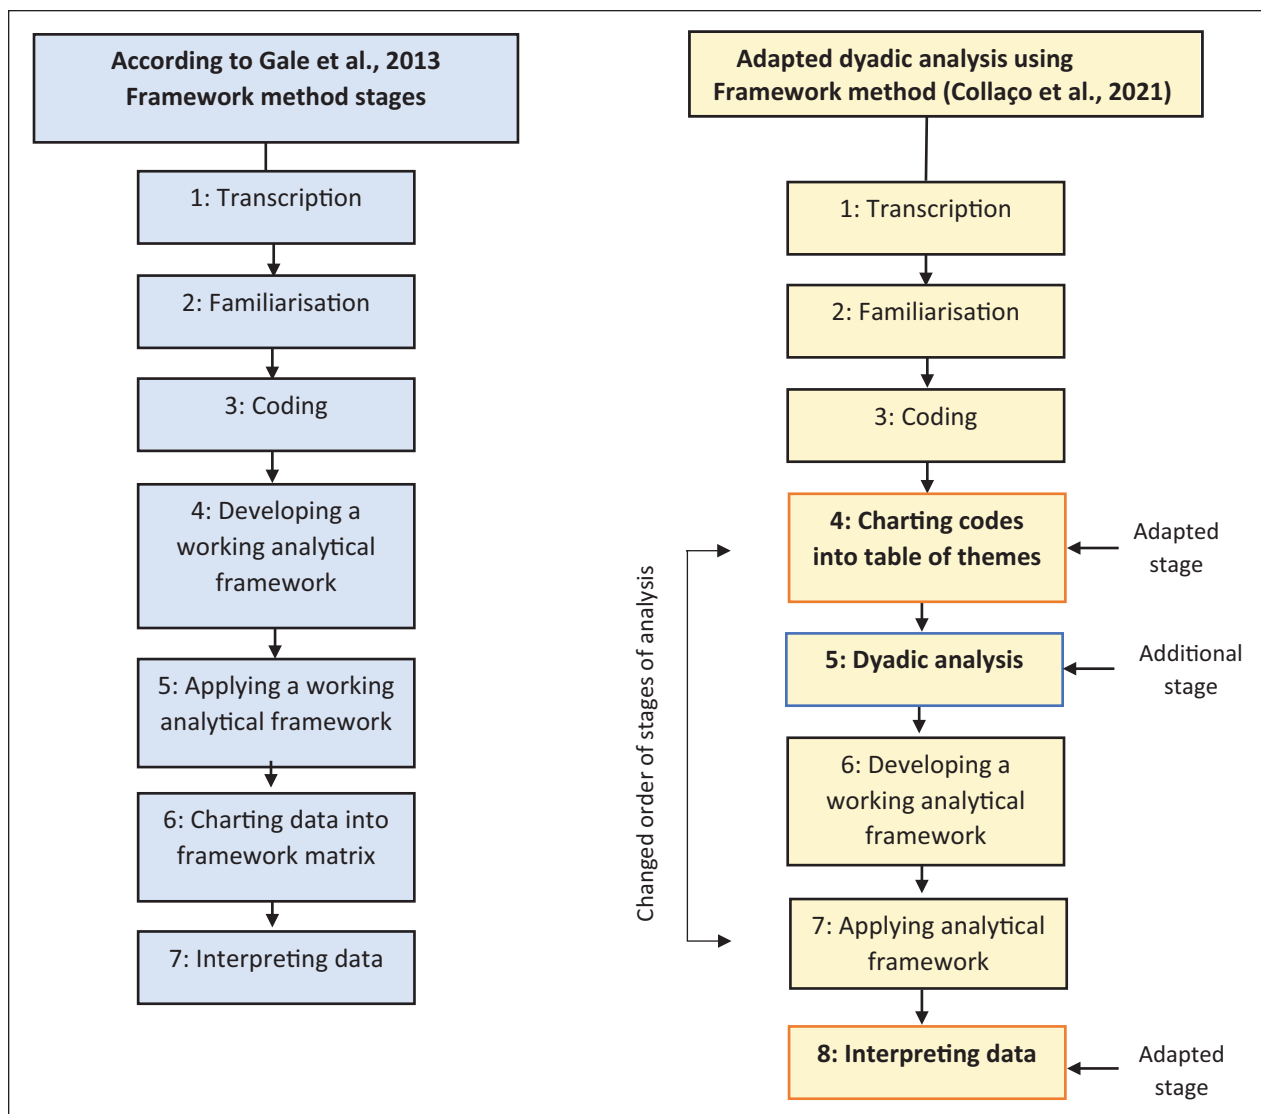 According to Gale et al., 2013
Framework method stages
1: Transcription
2: Familiarisation
3: Coding
4: Developing a
working analytical
framework
5: Applying a working
analytical framework
6: Charting data into
framework matrix
7: Interpreting data
Adapted dyadic analysis using
Framework method (Collaço et al., 2021)
1: Transcription
2: Familiarisation
3: Coding
4: Charting codes
into table of themes
Adapted
stage
5: Dyadic analysis
Additional
stage
6: Developing a
working analytical
framework
7: Applying analytical
framework
8: Interpreting data
Adapted
stage
Changed order of stages of analysis